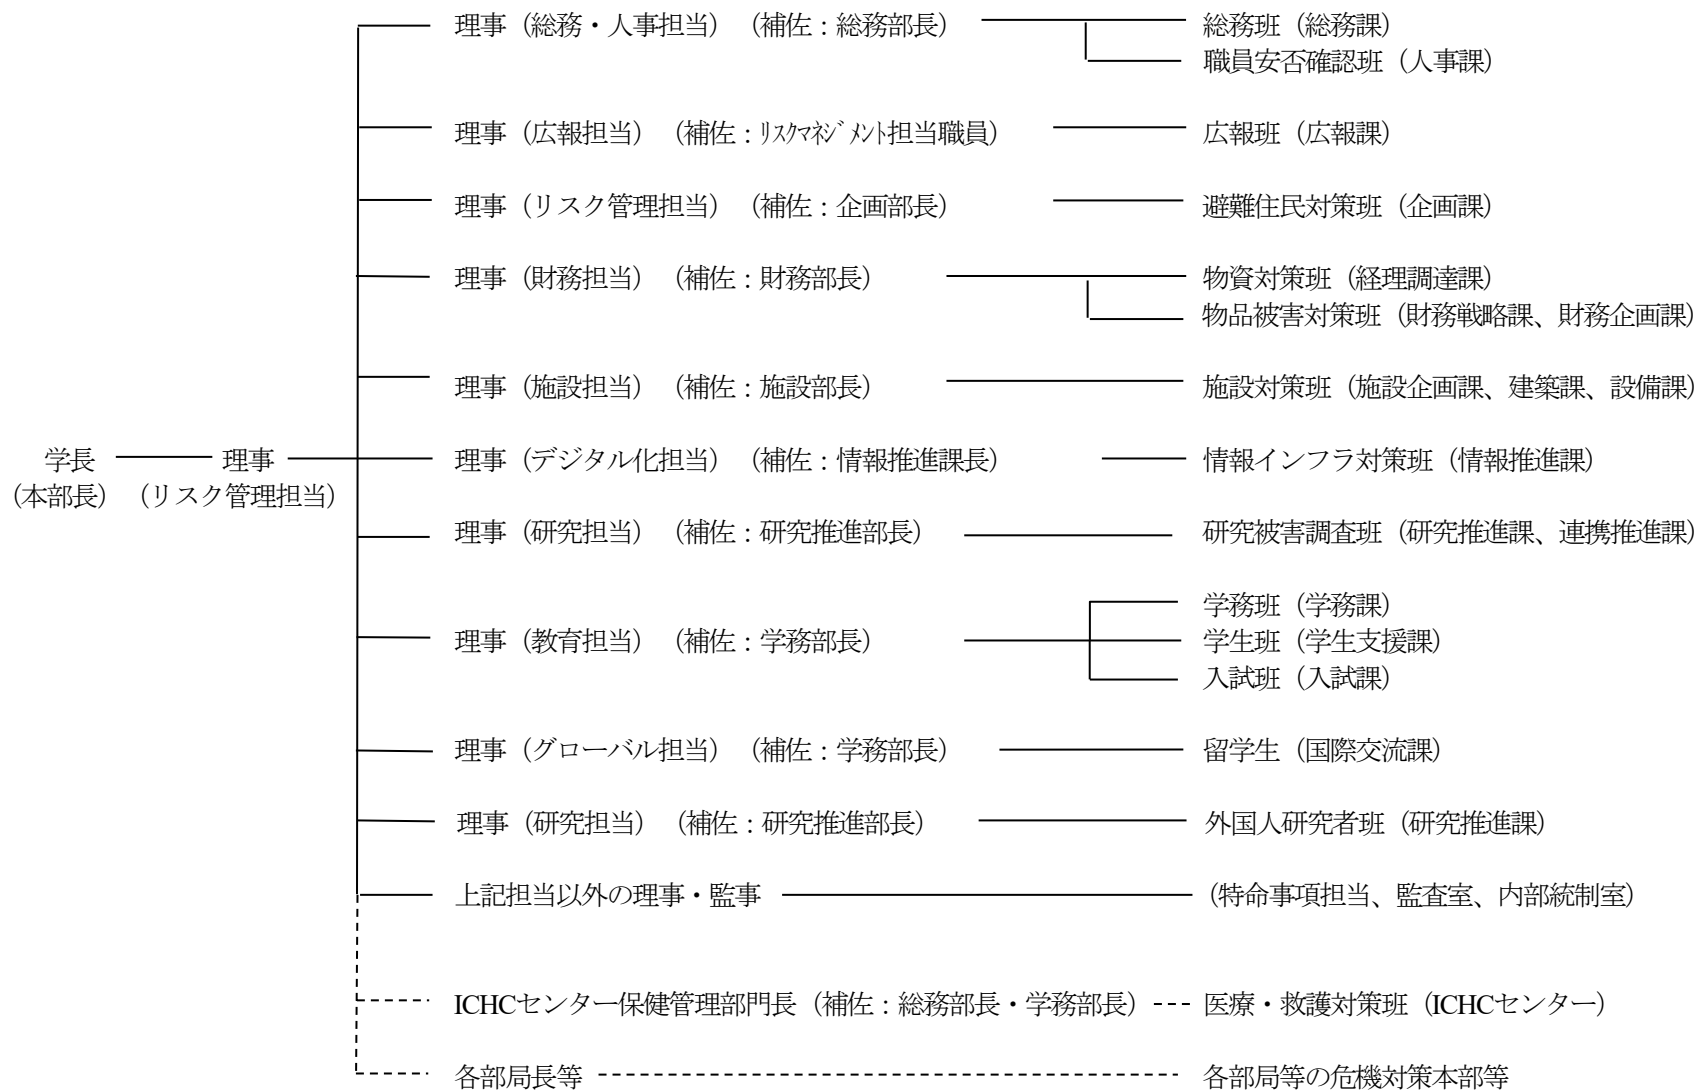 理事（総務・人事担当）（補佐：総務部長） 総務班（総務課）
職員安否確認班（人事課）
理事（広報担当）（補佐：ﾘｽｸﾏﾈｼﾞﾒﾝﾄ担当職員） 広報班（広報課）
理事（リスク管理担当）（補佐：企画部長） 避難住民対策班（企画課）
理事（財務担当）（補佐：財務部長） 物資対策班（経理調達課）
物品被害対策班（財務戦略課、財務企画課）
理事（施設担当）（補佐：施設部長） 施設対策班（施設企画課、建築課、設備課）
学長 理事 理事（デジタル化担当）（補佐：情報推進課長） 情報インフラ対策班（情報推進課）
（本部長）（リスク管理担当）
理事（研究担当）（補佐：研究推進部長） 研究被害調査班（研究推進課、連携推進課）
学務班（学務課）
理事（教育担当）（補佐：学務部長） 学生班（学生支援課）
入試班（入試課）
理事（グローバル担当）（補佐：学務部長） 留学生（国際交流課）
理事（研究担当）（補佐：研究推進部長） 外国人研究者班（研究推進課）
上記担当以外の理事・監事 （特命事項担当、監査室、内部統制室）
ICHCセンター保健管理部門長（補佐：総務部長・学務部長） 医療・救護対策班（ICHCセンター）
各部局長等 各部局等の危機対策本部等